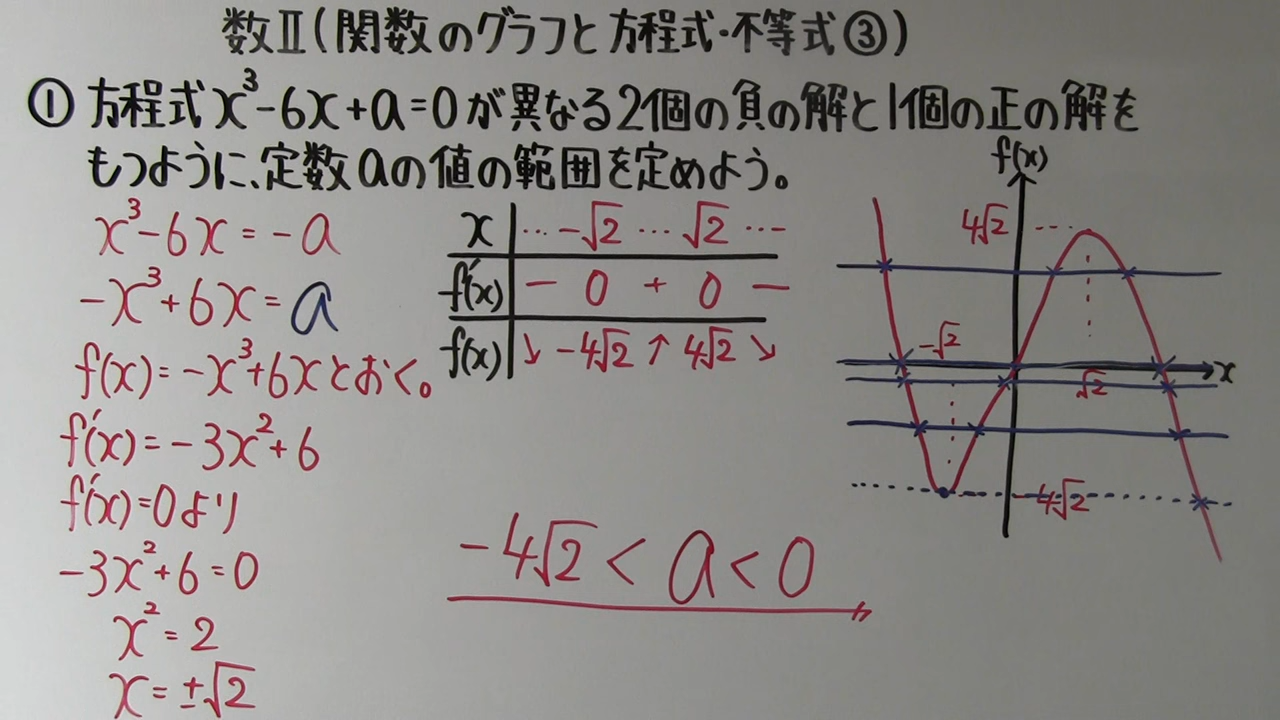 数Ⅱ(関数のグラフと方程式・不等式③)
① 方程式x³-6x+a=0が異なる2個の負の解と1個の正の解を
もつように、定数aの値の範囲を定めよう。
x³-6x=-a
-x³+6x=a
f(x)=-x³+6xとおく。
f'(x)=-3x²+6
f'(x)=0より
-3x²+6=0
x²=2
x=±√2
x … -√2 … √2 …
f'(x) - 0 + 0 -
f(x) ↘ -4√2 ↑ 4√2 ↘
-4√2<a<0
f(x)
4√2
-√2
x
√2
-4√2